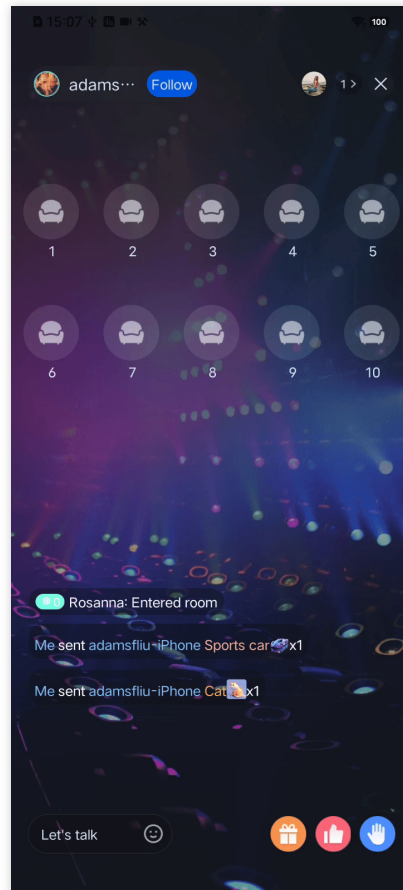 15:07
100
adams···
Follow
1 >
1
2
3
4
5
6
7
8
9
10
0 Rosanna: Entered room
Me sent adamsfliu-iPhone Sports car x1
Me sent adamsfliu-iPhone Cat x1
Let's talk